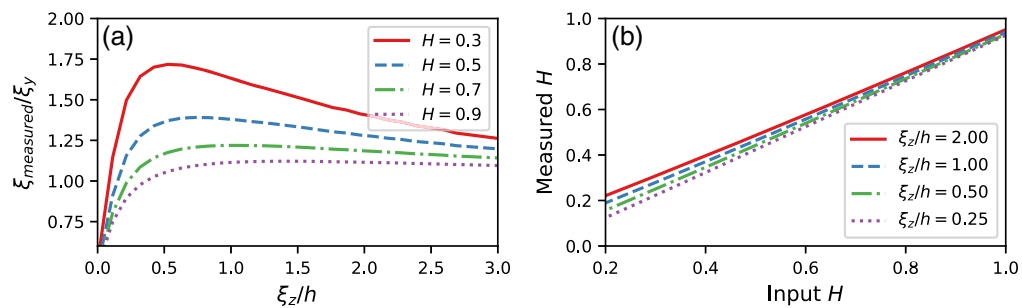 (a)
2.00
1.75
1.50
1.25
1.00
0.75
ξmeasured/ξy
H = 0.3
H = 0.5
H = 0.7
H = 0.9
0.0 0.5 1.0 1.5 2.0 2.5 3.0
ξz/h
(b)
1.0
0.8
0.6
0.4
0.2
0.0
Measured H
ξz/h = 2.00
ξz/h = 1.00
ξz/h = 0.50
ξz/h = 0.25
0.2 0.4 0.6 0.8 1.0
Input H